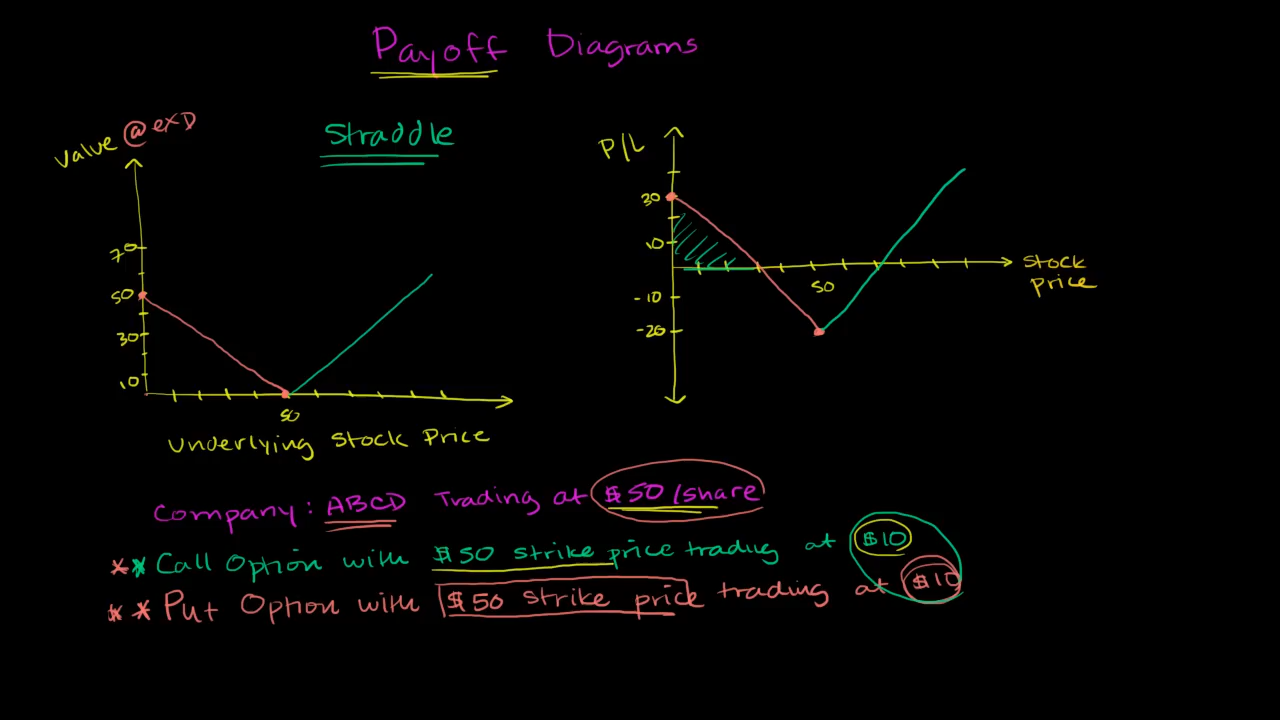 Payoff Diagrams
Straddle
Value @ exD
70
50
30
10
50
Underlying Stock Price
P/L
30
10
-10
-20
50
Stock
Price
Company: ABCD Trading at $50/share
** Call Option with $50 strike price trading at $10
** Put Option with $50 strike price trading at $10